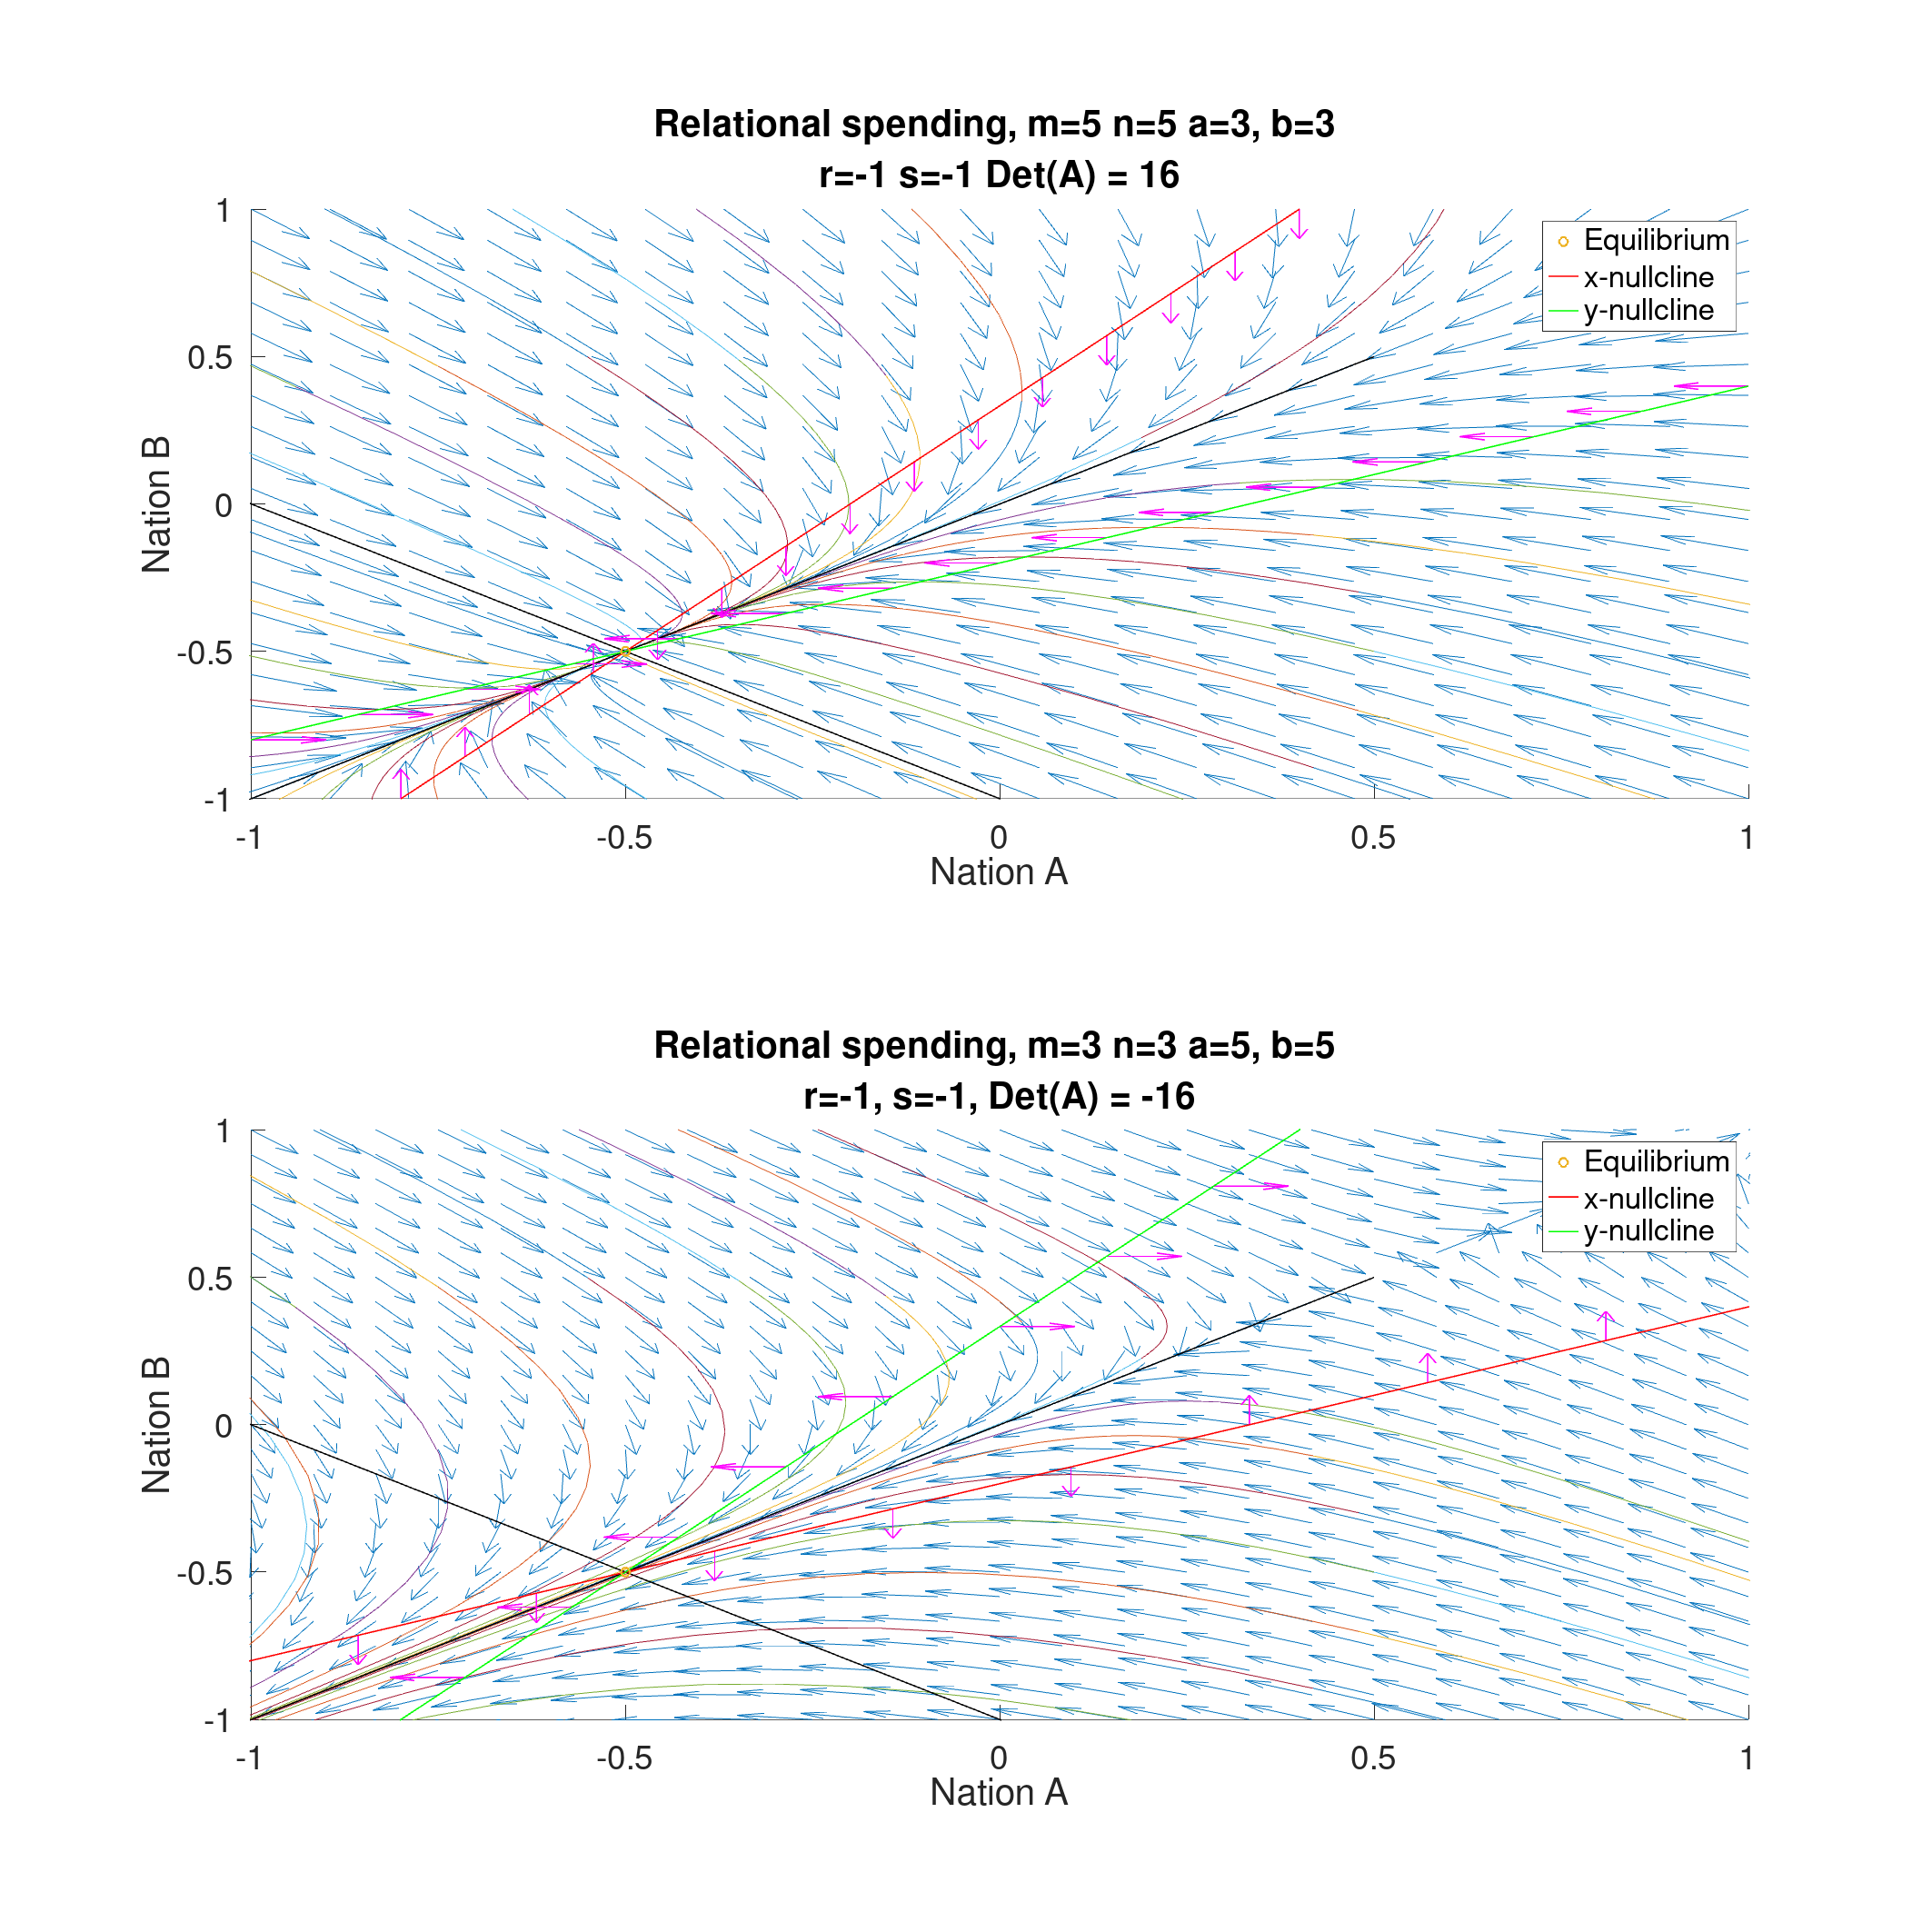 Relational spending, m=5 n=5 a=3, b=3
r=-1 s=-1 Det(A) = 16
1
0.5
0
-0.5
-1
Nation B
Equilibrium
x-nullcline
y-nullcline
-1
-0.5
0
0.5
1
Nation A
Relational spending, m=3 n=3 a=5, b=5
r=-1, s=-1, Det(A) = -16
1
0.5
0
-0.5
-1
Nation B
Equilibrium
x-nullcline
y-nullcline
-1
-0.5
0
0.5
1
Nation A